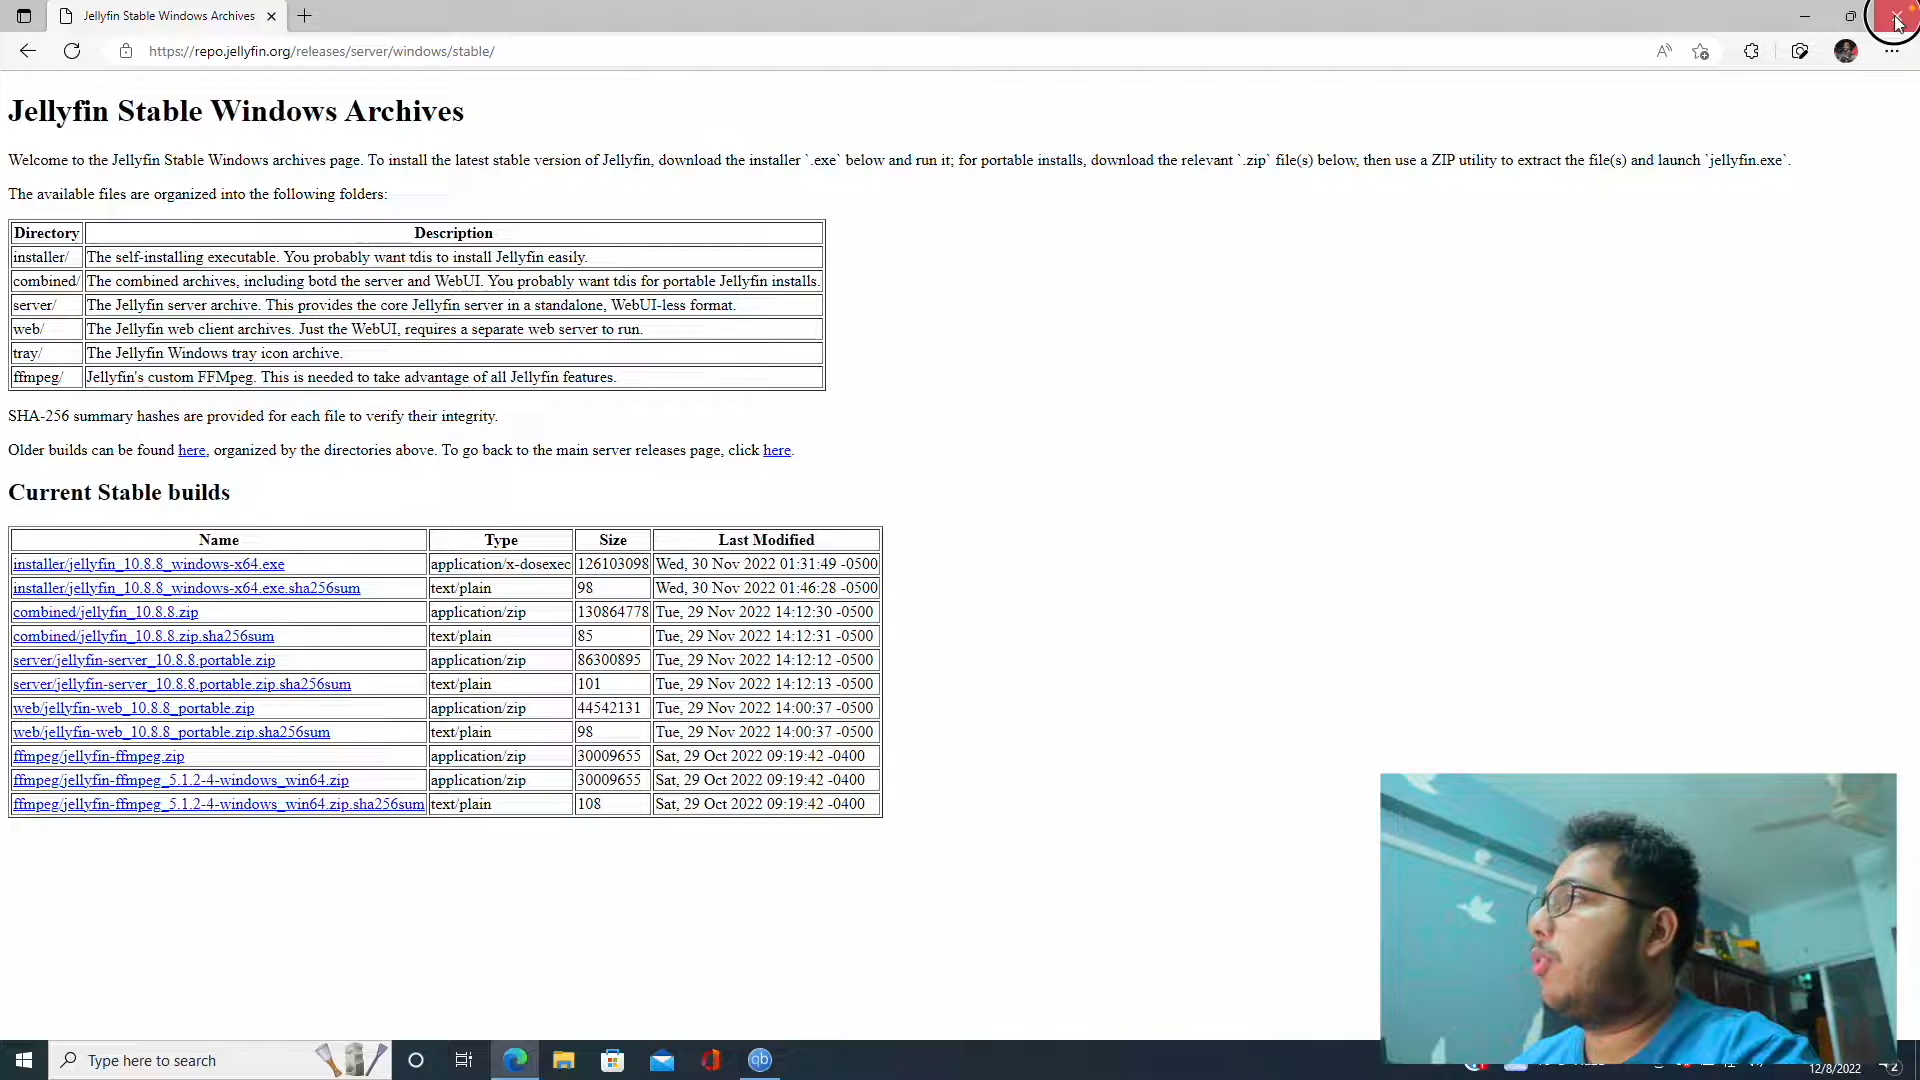 Jellyfin Stable Windows Archives
https://repo.jellyfin.org/releases/server/windows/stable/
Jellyfin Stable Windows Archives
Welcome to the Jellyfin Stable Windows archives page. To install the latest stable version of Jellyfin, download the installer `.exe` below and run it; for portable installs, download the relevant `.zip` file(s) below, then use a ZIP utility to extract the file(s) and launch `jellyfin.exe`.
The available files are organized into the following folders:
Directory Description
installer/ The self-installing executable. You probably want tdis to install Jellyfin easily.
combined/ The combined archives, including botd the server and WebUI. You probably want tdis for portable Jellyfin installs.
server/ The Jellyfin server archive. This provides the core Jellyfin server in a standalone, WebUI-less format.
web/ The Jellyfin web client archives. Just the WebUI, requires a separate web server to run.
tray/ The Jellyfin Windows tray icon archive.
ffmpeg/ Jellyfin's custom FFMpeg. This is needed to take advantage of all Jellyfin features.
SHA-256 summary hashes are provided for each file to verify their integrity.
Older builds can be found here, organized by the directories above. To go back to the main server releases page, click here.
Current Stable builds
Name Type Size Last Modified
installer/jellyfin_10.8.8_windows-x64.exe application/x-dosexec 126103098 Wed, 30 Nov 2022 01:31:49 -0500
installer/jellyfin_10.8.8_windows-x64.exe.sha256sum text/plain 98 Wed, 30 Nov 2022 01:46:28 -0500
combined/jellyfin_10.8.8.zip application/zip 130864778 Tue, 29 Nov 2022 14:12:30 -0500
combined/jellyfin_10.8.8.zip.sha256sum text/plain 85 Tue, 29 Nov 2022 14:12:31 -0500
server/jellyfin-server_10.8.8.portable.zip application/zip 86300895 Tue, 29 Nov 2022 14:12:12 -0500
server/jellyfin-server_10.8.8.portable.zip.sha256sum text/plain 101 Tue, 29 Nov 2022 14:12:13 -0500
web/jellyfin-web_10.8.8_portable.zip application/zip 44542131 Tue, 29 Nov 2022 14:00:37 -0500
web/jellyfin-web_10.8.8_portable.zip.sha256sum text/plain 98 Tue, 29 Nov 2022 14:00:37 -0500
ffmpeg/jellyfin-ffmpeg.zip application/zip 30009655 Sat, 29 Oct 2022 09:19:42 -0400
ffmpeg/jellyfin-ffmpeg_5.1.2-4-windows_win64.zip application/zip 30009655 Sat, 29 Oct 2022 09:19:42 -0400
ffmpeg/jellyfin-ffmpeg_5.1.2-4-windows_win64.zip.sha256sum text/plain 108 Sat, 29 Oct 2022 09:19:42 -0400
Type here to search
qb
12/8/2022
2